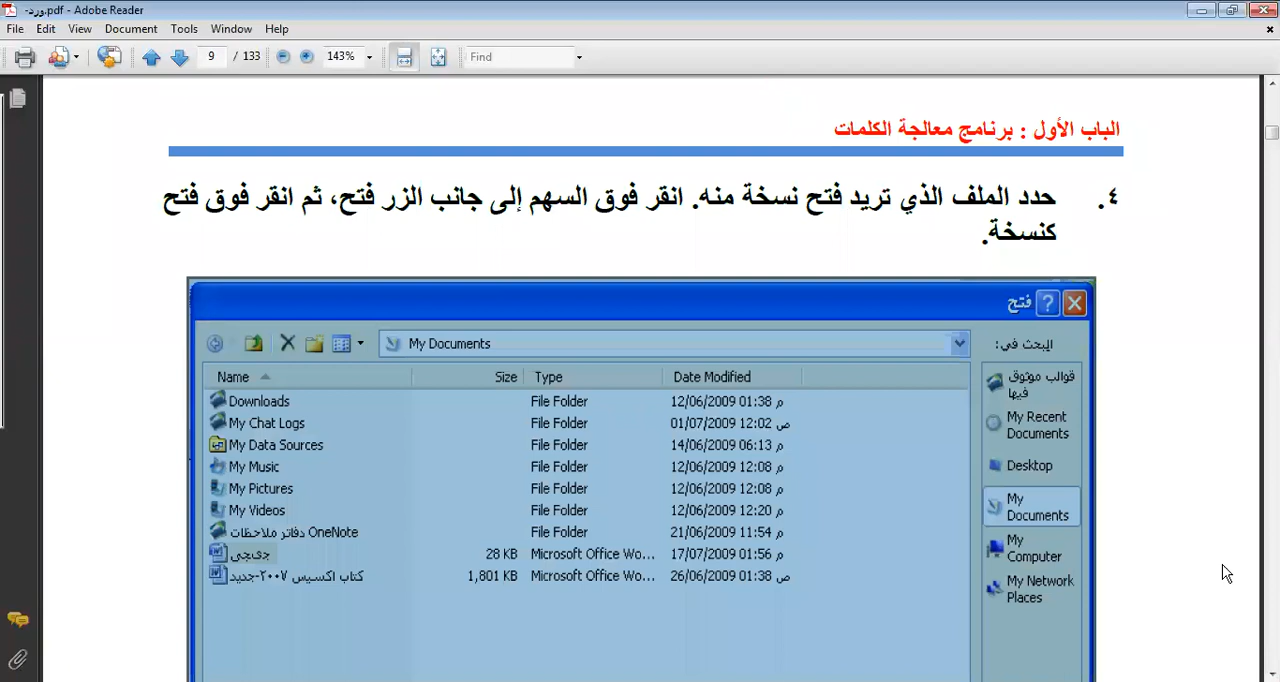 ورد-.pdf - Adobe Reader
File Edit View Document Tools Window Help
9 / 133 143% Find
الباب الأول : برنامج معالجة الكلمات
٤. حدد الملف الذي تريد فتح نسخة منه. انقر فوق السهم إلى جانب الزر فتح، ثم انقر فوق فتح
كنسخة.
فتح
البحث في: My Documents
Name Size Type Date Modified
Downloads File Folder 12/06/2009 01:38 م
My Chat Logs File Folder 01/07/2009 12:02 ص
My Data Sources File Folder 14/06/2009 06:13 م
My Music File Folder 12/06/2009 12:08 م
My Pictures File Folder 12/06/2009 12:08 م
My Videos File Folder 12/06/2009 12:20 م
دفاتر ملاحظات OneNote File Folder 21/06/2009 11:54 م
28 KB Microsoft Office Wo... 17/07/2009 01:56 م
كتاب اكسيس ٢٠٠٧-جديد 1,801 KB Microsoft Office Wo... 26/06/2009 01:38 ص
قوالب موثوق
فيها
My Recent
Documents
Desktop
My
Documents
My
Computer
My Network
Places